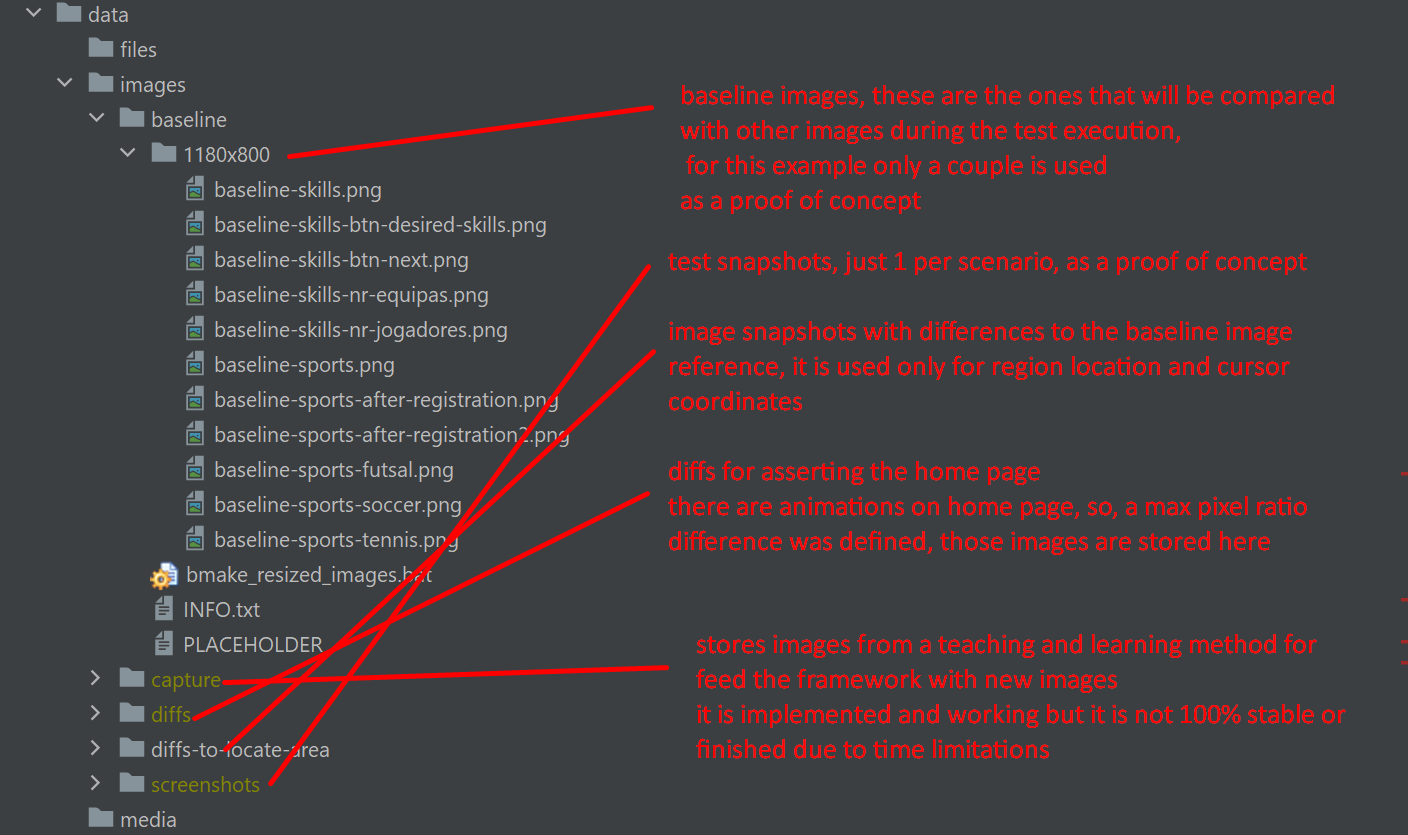 data
files
images
baseline
1180x800
baseline-skills.png
baseline-skills-btn-desired-skills.png
baseline-skills-btn-next.png
baseline-skills-nr-equipas.png
baseline-skills-nr-jogadores.png
baseline-sports.png
baseline-sports-after-registration.png
baseline-sports-after-registration2.png
baseline-sports-futsal.png
baseline-sports-soccer.png
baseline-sports-tennis.png
bmake_resized_images.bat
INFO.txt
PLACEHOLDER
capture
diffs
diffs-to-locate-area
screenshots
media
baseline images, these are the ones that will be compared
with other images during the test execution,
for this example only a couple is used
as a proof of concept
test snapshots, just 1 per scenario, as a proof of concept
image snapshots with differences to the baseline image
reference, it is used only for region location and cursor
coordinates
diffs for asserting the home page
there are animations on home page, so, a max pixel ratio
difference was defined, those images are stored here
stores images from a teaching and learning method for
feed the framework with new images
it is implemented and working but it is not 100% stable or
finished due to time limitations